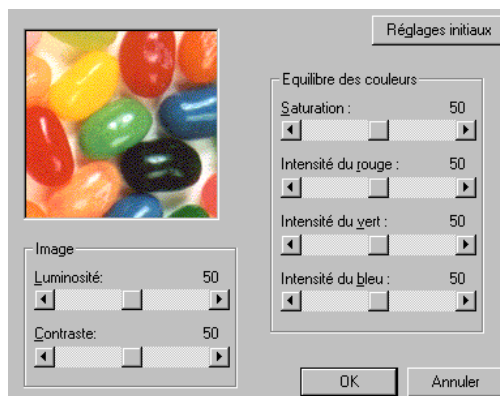 Réglages initiaux
Equilibre des couleurs
Saturation : 50
Intensité du rouge : 50
Intensité du vert : 50
Intensité du bleu : 50
Image
Luminosité: 50
Contraste: 50
OK Annuler